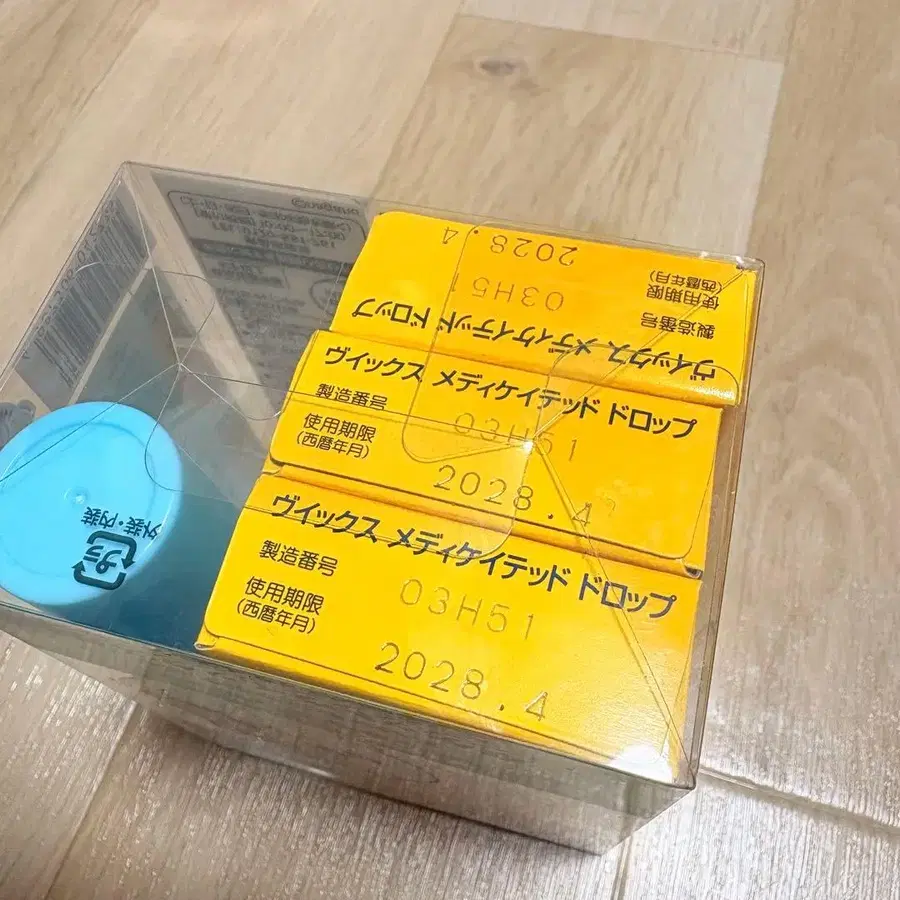 ヴイックス メディケイテッド ドロップ
製造番号
03H51
使用期限
(西暦年月)
2028.4
ヴイックス メディケイテッド ドロップ
製造番号
03H51
使用期限
(西暦年月)
2028.4
ヴイックス メディケイテッド ドロップ
製造番号
03H51
使用期限
(西暦年月)
2028.4
外装・内装
プラ